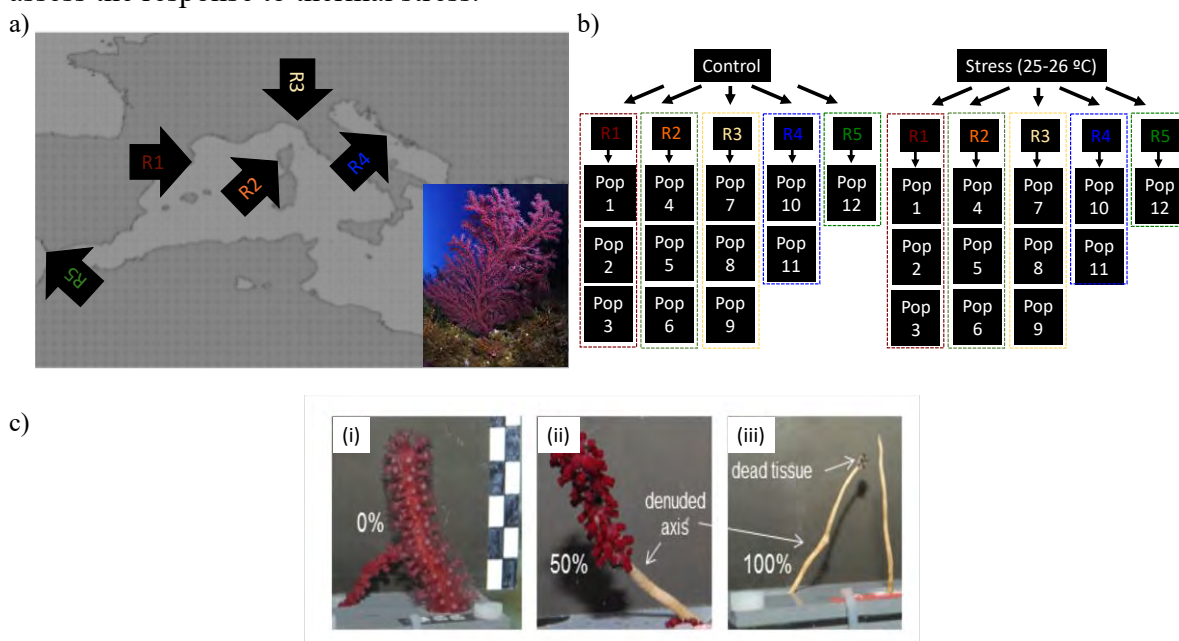 assess the response to thermal stress.
a)
R1
R2
R3
R4
R5
b)
Control
R1 R2 R3 R4 R5
Pop 1 Pop 4 Pop 7 Pop 10 Pop 12
Pop 2 Pop 5 Pop 8 Pop 11
Pop 3 Pop 6 Pop 9
Stress (25-26 ºC)
R1 R2 R3 R4 R5
Pop 1 Pop 4 Pop 7 Pop 10 Pop 12
Pop 2 Pop 5 Pop 8 Pop 11
Pop 3 Pop 6 Pop 9
c)
(i)
0%
(ii)
denuded
axis
50%
(iii)
dead tissue
100%